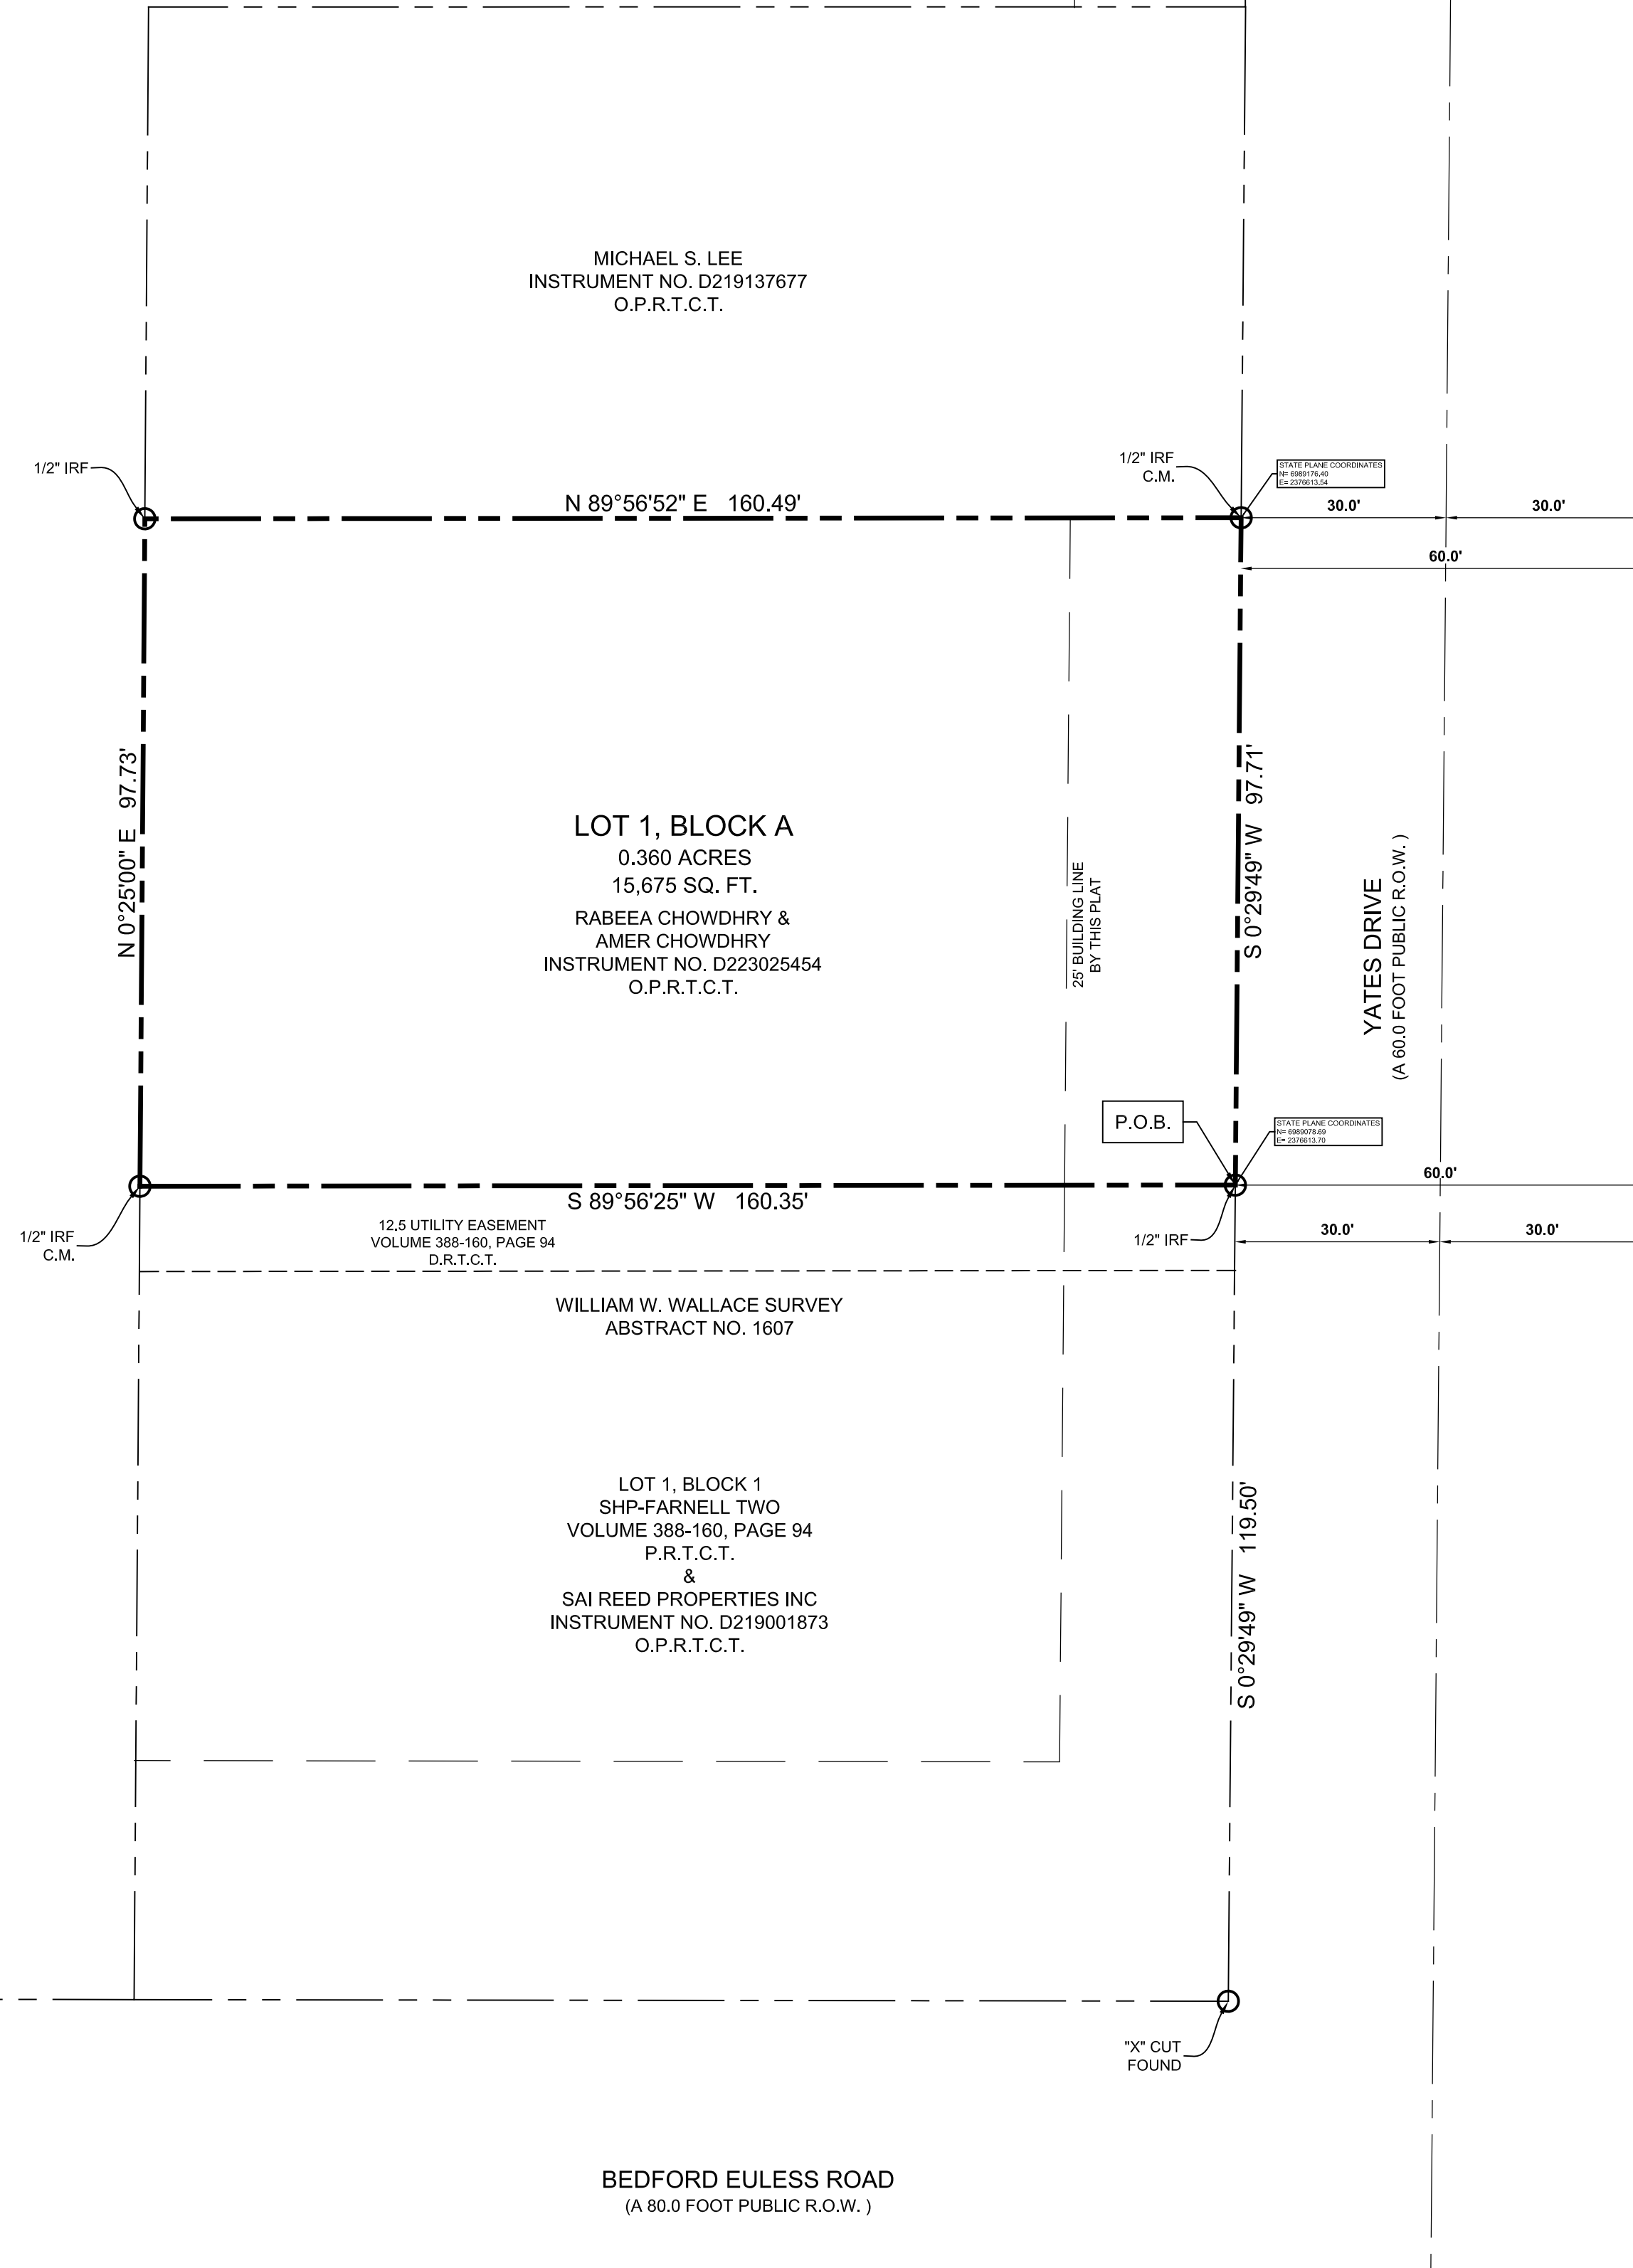 MICHAEL S. LEE
INSTRUMENT NO. D219137677
O.P.R.T.C.T.
1/2" IRF
1/2" IRF
C.M.
STATE PLANE COORDINATES
N= 6989176.40
E= 2376613.54
N 89°56'52" E 160.49'
30.0'
30.0'
60.0'
N 0°25'00" E 97.73'
LOT 1, BLOCK A
0.360 ACRES
15,675 SQ. FT.
RABEEA CHOWDHRY &
AMER CHOWDHRY
INSTRUMENT NO. D223025454
O.P.R.T.C.T.
25' BUILDING LINE
BY THIS PLAT
S 0°29'49" W 97.71'
YATES DRIVE
(A 60.0 FOOT PUBLIC R.O.W. )
P.O.B.
STATE PLANE COORDINATES
N= 6989078.69
E= 2376613.70
60.0'
S 89°56'25" W 160.35'
1/2" IRF
C.M.
12.5 UTILITY EASEMENT
VOLUME 388-160, PAGE 94
D.R.T.C.T.
1/2" IRF
30.0'
30.0'
WILLIAM W. WALLACE SURVEY
ABSTRACT NO. 1607
LOT 1, BLOCK 1
SHP-FARNELL TWO
VOLUME 388-160, PAGE 94
P.R.T.C.T.
&
SAI REED PROPERTIES INC
INSTRUMENT NO. D219001873
O.P.R.T.C.T.
S 0°29'49" W 119.50'
"X" CUT
FOUND
BEDFORD EULESS ROAD
(A 80.0 FOOT PUBLIC R.O.W. )